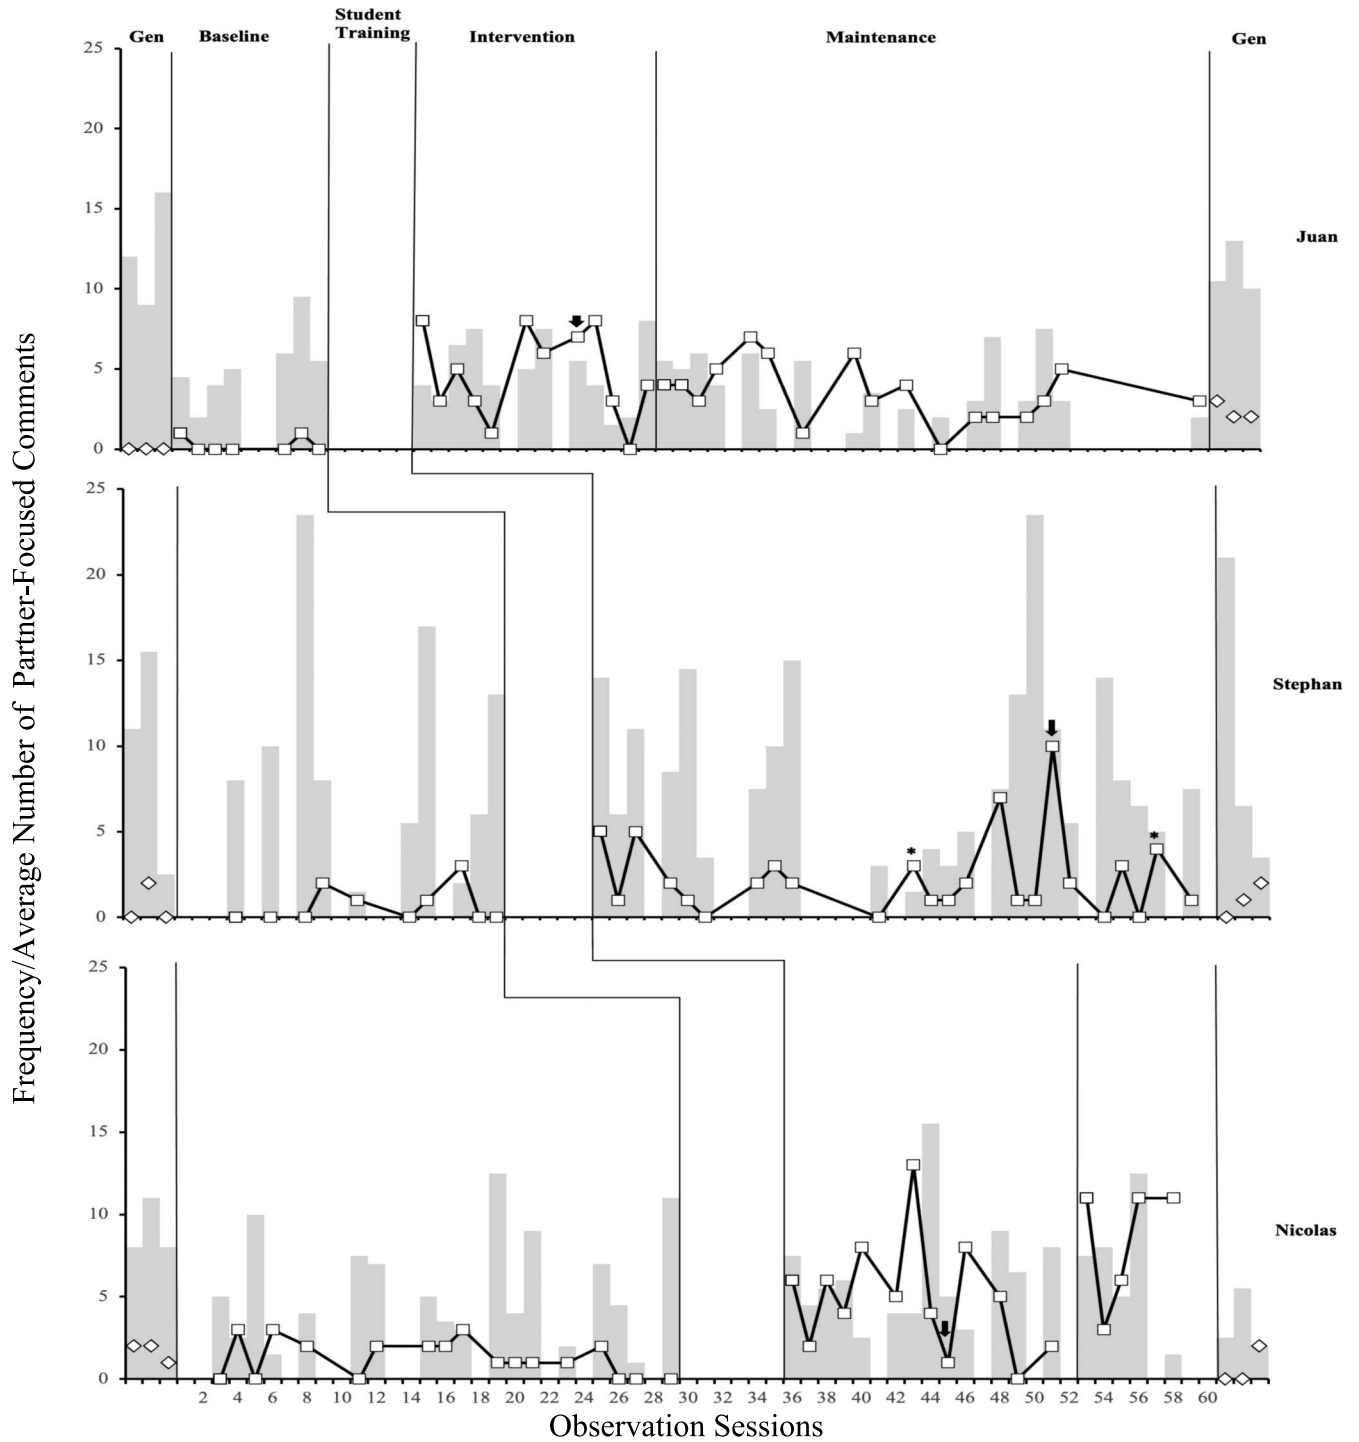 Gen Baseline Student Training Intervention Maintenance Gen
25
20
15
10
5
0
Juan
25
20
15
10
5
0
Stephan
*
*
25
20
15
10
5
0
Nicolas
2 4 6 8 10 12 14 16 18 20 22 24 26 28 30 32 34 36 38 40 42 44 46 48 50 52 54 56 58 60
Observation Sessions
Frequency/Average Number of Partner-Focused Comments